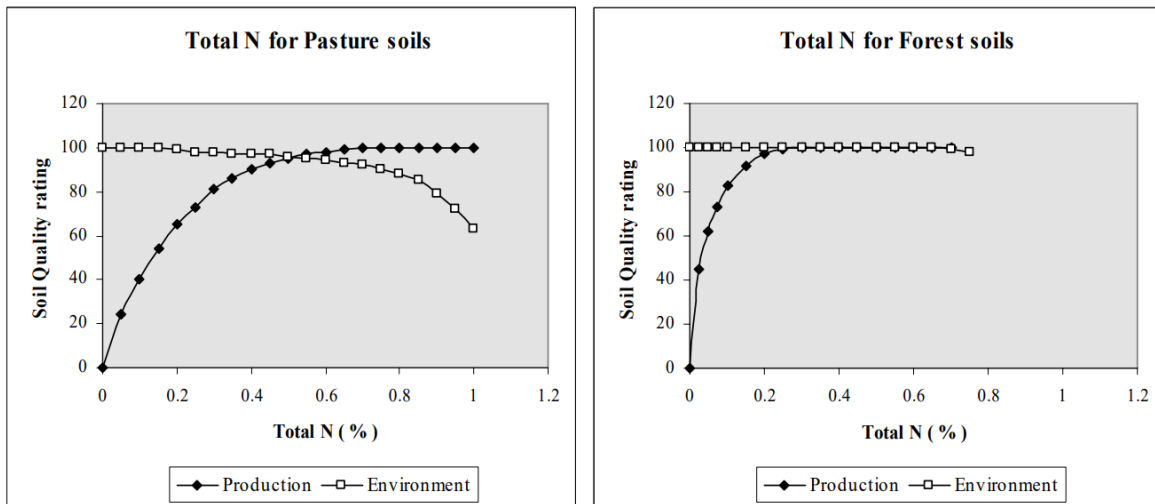 Total N for Pasture soils
Soil Quality rating
120
100
80
60
40
20
0
0 0.2 0.4 0.6 0.8 1 1.2
Total N ( % )
Production Environment
Total N for Forest soils
Soil Quality rating
120
100
80
60
40
20
0
0 0.2 0.4 0.6 0.8 1 1.2
Total N ( % )
Production Environment